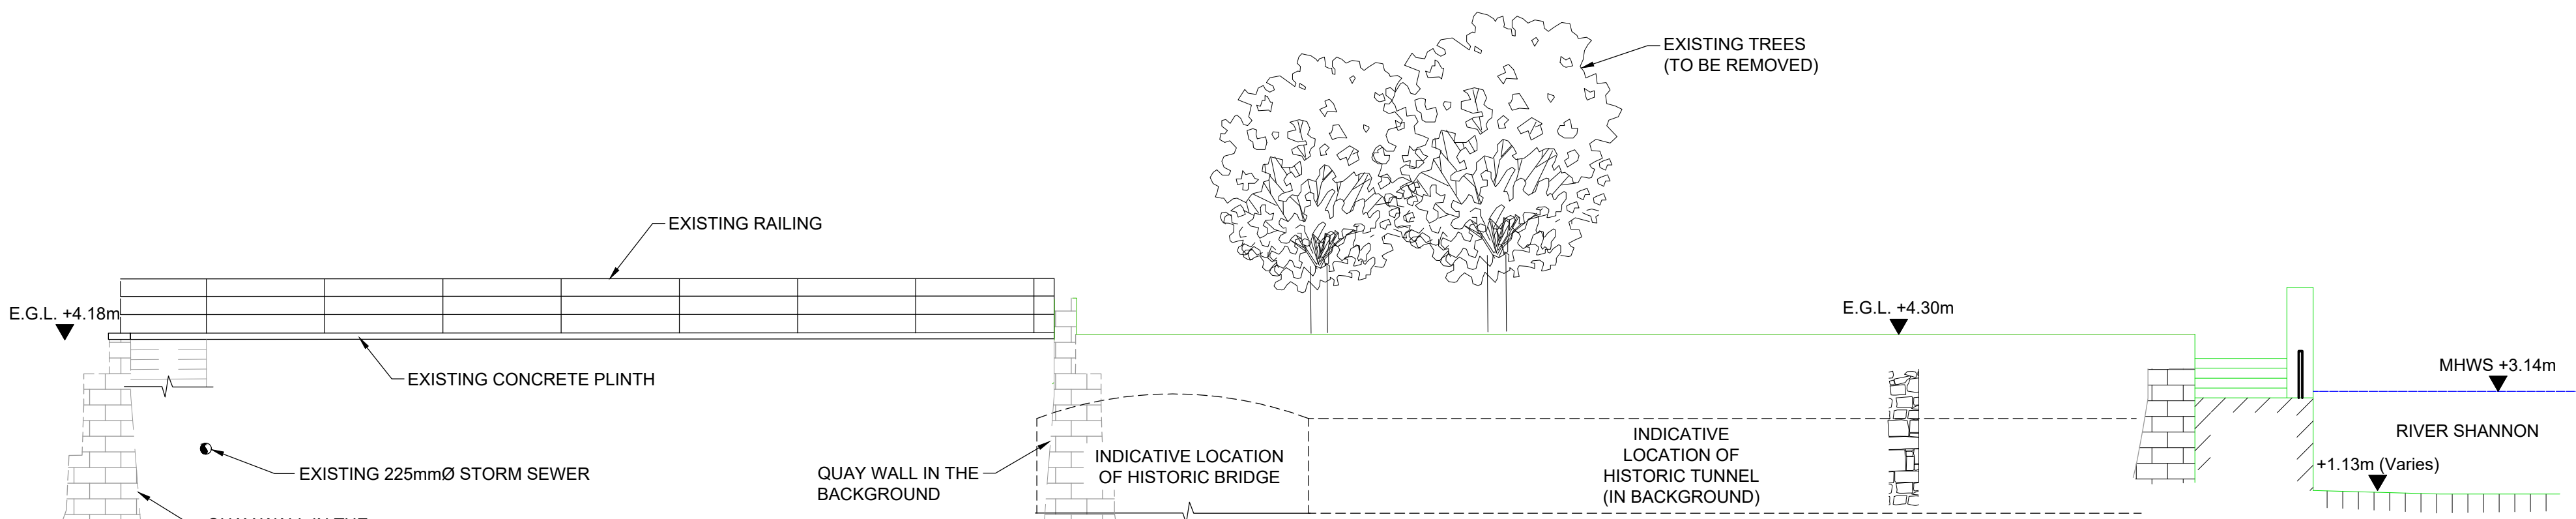 EXISTING TREES
(TO BE REMOVED)
EXISTING RAILING
E.G.L. +4.18m
E.G.L. +4.30m
MHWS +3.14m
EXISTING CONCRETE PLINTH
RIVER SHANNON
INDICATIVE
LOCATION OF
HISTORIC TUNNEL
(IN BACKGROUND)
INDICATIVE LOCATION
OF HISTORIC BRIDGE
+1.13m (Varies)
EXISTING 225mmØ STORM SEWER
QUAY WALL IN THE
BACKGROUND